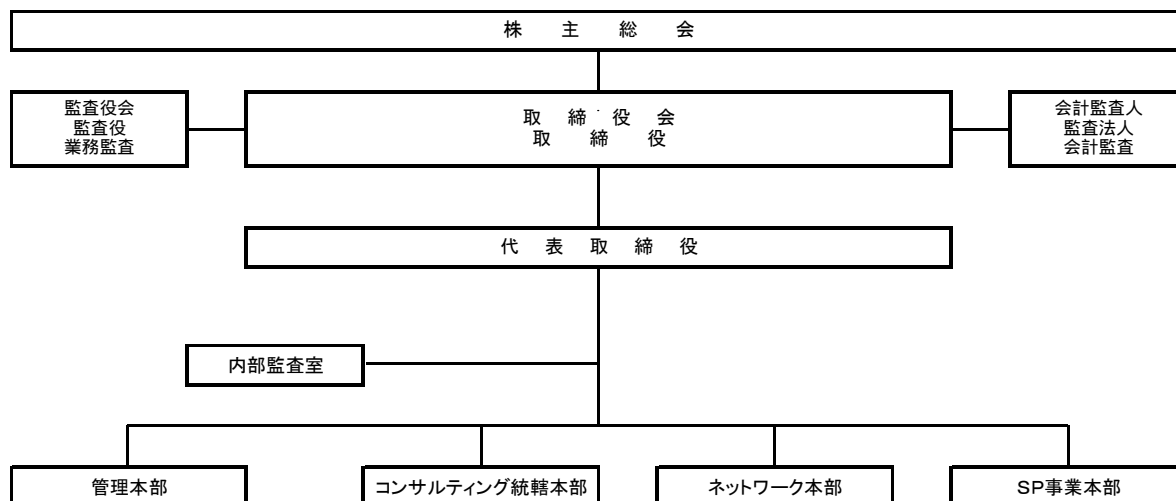 株 主 総 会
監査役会
監査役
業務監査
取 締 役 会
取 締 役
会計監査人
監査法人
会計監査
代 表 取 締 役
内部監査室
管理本部
コンサルティング統轄本部
ネットワーク本部
SP事業本部